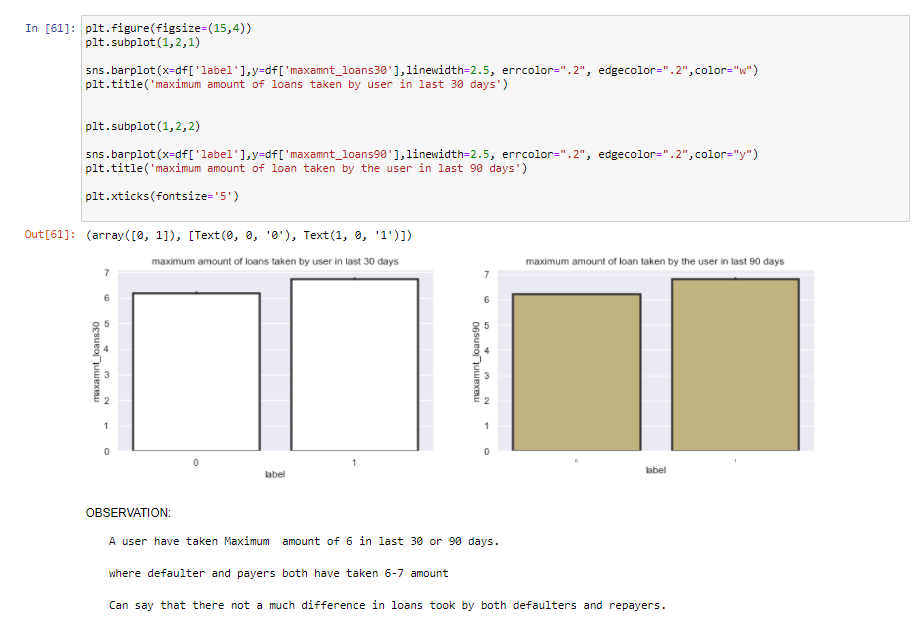 In [61]: plt.figure(figsize=(15,4))
plt.subplot(1,2,1)
sns.barplot(x=df['label'],y=df['maxamnt_loans30'],linewidth=2.5, errcolor=".2", edgecolor=".2",color="w")
plt.title('maximum amount of loans taken by user in last 30 days')
plt.subplot(1,2,2)
sns.barplot(x=df['label'],y=df['maxamnt_loans90'],linewidth=2.5, errcolor=".2", edgecolor=".2",color="y")
plt.title('maximum amount of loan taken by the user in last 90 days')
plt.xticks(fontsize='5')
Out[61]: (array([0, 1]), [Text(0, 0, '0'), Text(1, 0, '1')])
maximum amount of loans taken by user in last 30 days
7
6
5
4
3
2
1
0
maxamnt_loans30
0 1
label
maximum amount of loan taken by the user in last 90 days
7
6
5
4
3
2
1
0
maxamnt_loans90
0 1
label
OBSERVATION:
A user have taken Maximum  amount of 6 in last 30 or 90 days.
where defaulter and payers both have taken 6-7 amount
Can say that there not a much difference in loans took by both defaulters and repayers.